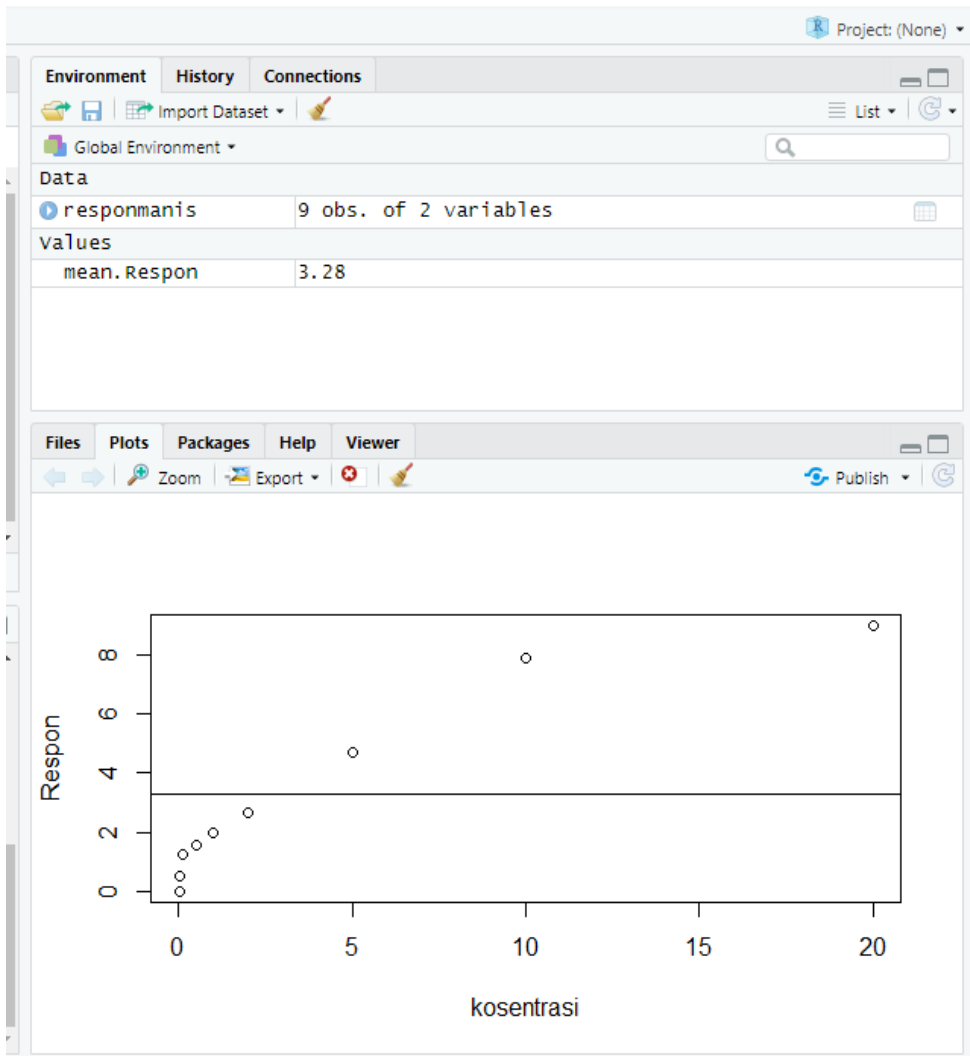 Project: (None)
Environment History Connections
Import Dataset List
Global Environment
Data
responmanis 9 obs. of 2 variables
Values
mean.Respon 3.28
Files Plots Packages Help Viewer
Zoom Export Publish
8
6
4
2
0
Respon
0 5 10 15 20
kosentrasi